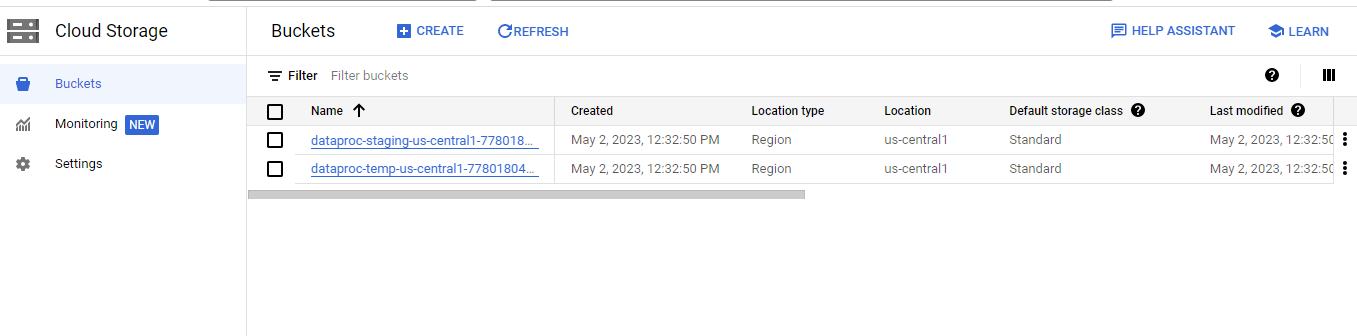 Cloud Storage
Buckets
CREATE
REFRESH
HELP ASSISTANT
LEARN
Buckets
Monitoring NEW
Settings
Filter Filter buckets
Name Created Location type Location Default storage class Last modified
dataproc-staging-us-central1-778018... May 2, 2023, 12:32:50 PM Region us-central1 Standard May 2, 2023, 12:32:50
dataproc-temp-us-central1-77801804... May 2, 2023, 12:32:50 PM Region us-central1 Standard May 2, 2023, 12:32:50